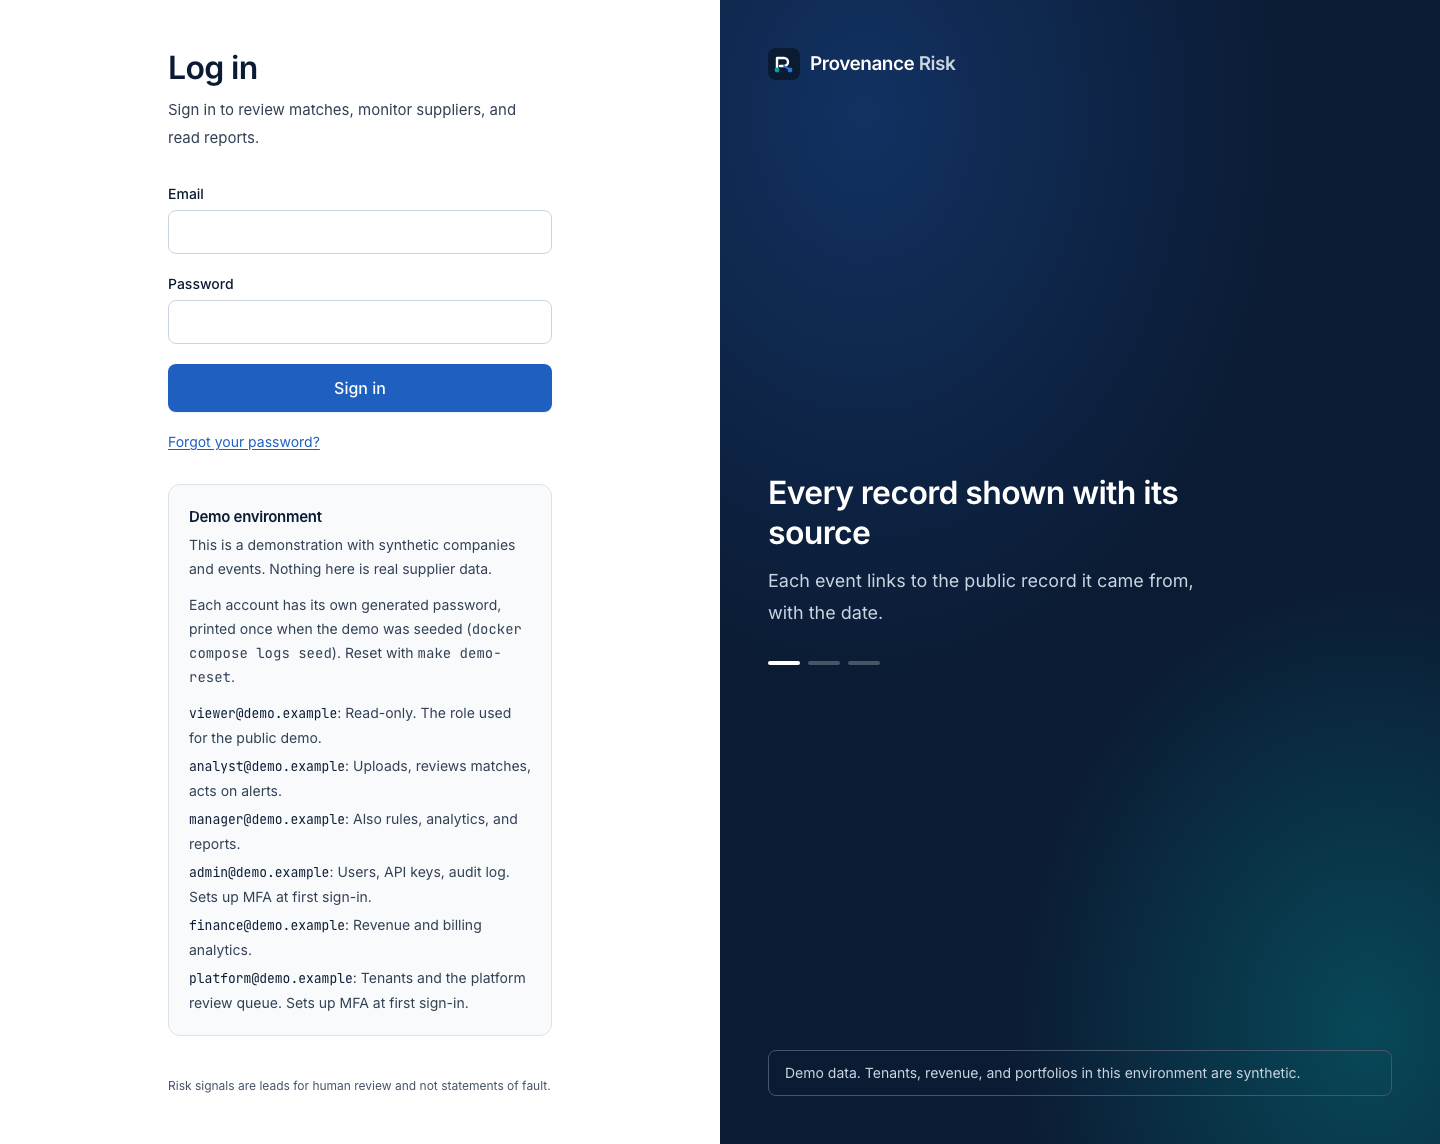 Log in
Sign in to review matches, monitor suppliers, and
read reports.
Email
Password
Sign in
Forgot your password?
Demo environment
This is a demonstration with synthetic companies
and events. Nothing here is real supplier data.
Each account has its own generated password,
printed once when the demo was seeded (docker
compose logs seed). Reset with make demo-
reset.
viewer@demo.example: Read-only. The role used
for the public demo.
analyst@demo.example: Uploads, reviews matches,
acts on alerts.
manager@demo.example: Also rules, analytics, and
reports.
admin@demo.example: Users, API keys, audit log.
Sets up MFA at first sign-in.
finance@demo.example: Revenue and billing
analytics.
platform@demo.example: Tenants and the platform
review queue. Sets up MFA at first sign-in.
Risk signals are leads for human review and not statements of fault.
Provenance Risk
Every record shown with its
source
Each event links to the public record it came from,
with the date.
Demo data. Tenants, revenue, and portfolios in this environment are synthetic.